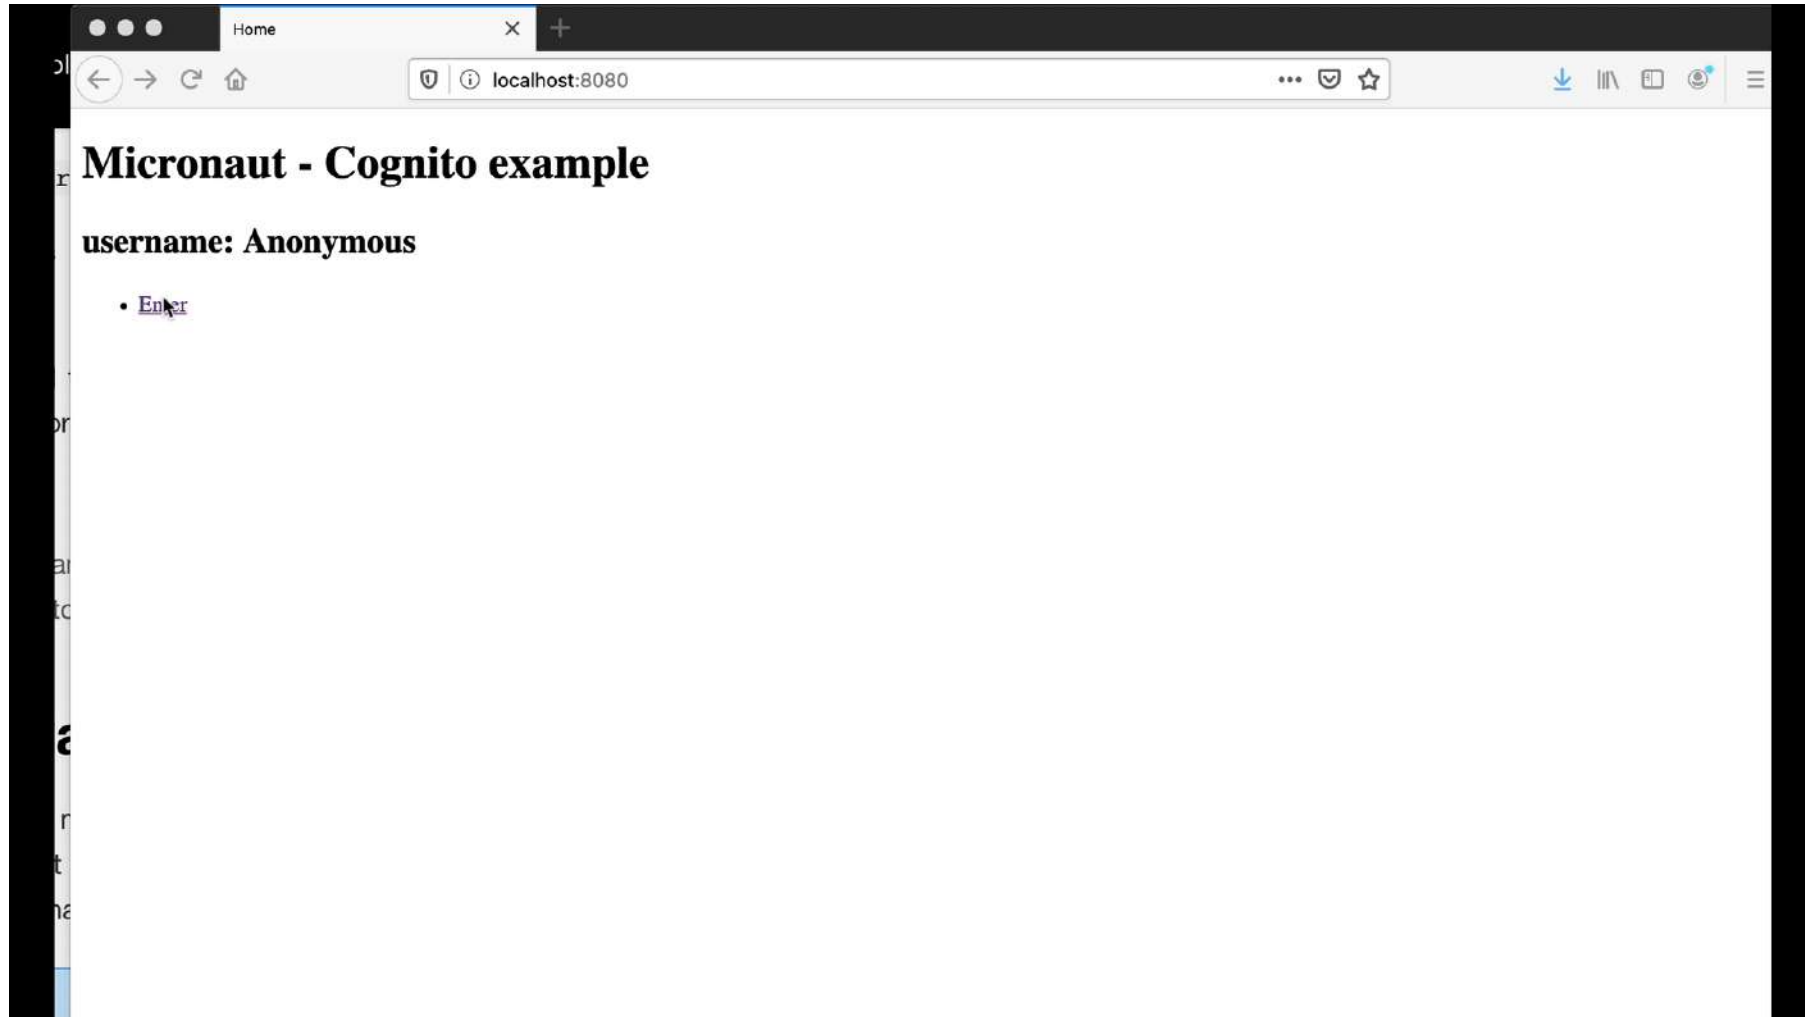 Home
localhost:8080
Micronaut - Cognito example
username: Anonymous
• Enter